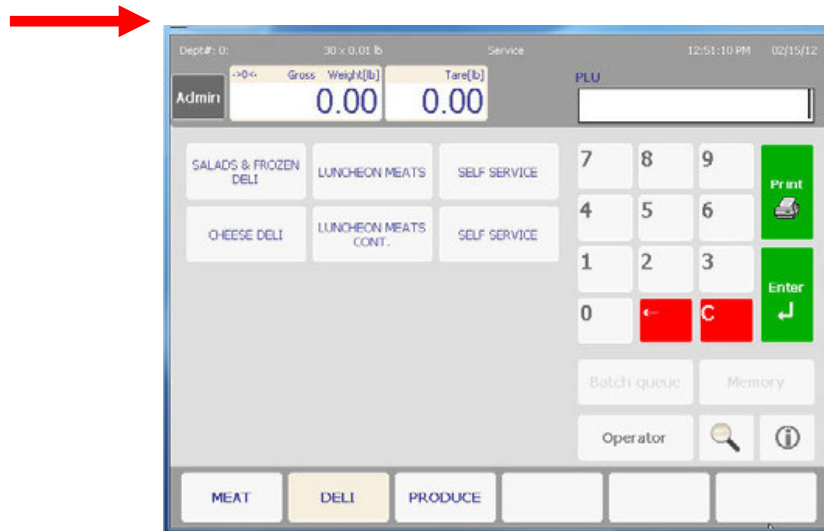 Dept#: 0: 30 x 0.01 lb Service 12:51:10 PM 02/15/12
->0<- Gross Weight[lb] Tare[lb] PLU
Admin 0.00 0.00
SALADS & FROZEN DELI LUNCHEON MEATS SELF SERVICE 7 8 9 Print
CHEESE DELI LUNCHEON MEATS CONT. SELF SERVICE 4 5 6
1 2 3 Enter
0 ← C ↵
Batch queue Memory
Operator
MEAT DELI PRODUCE